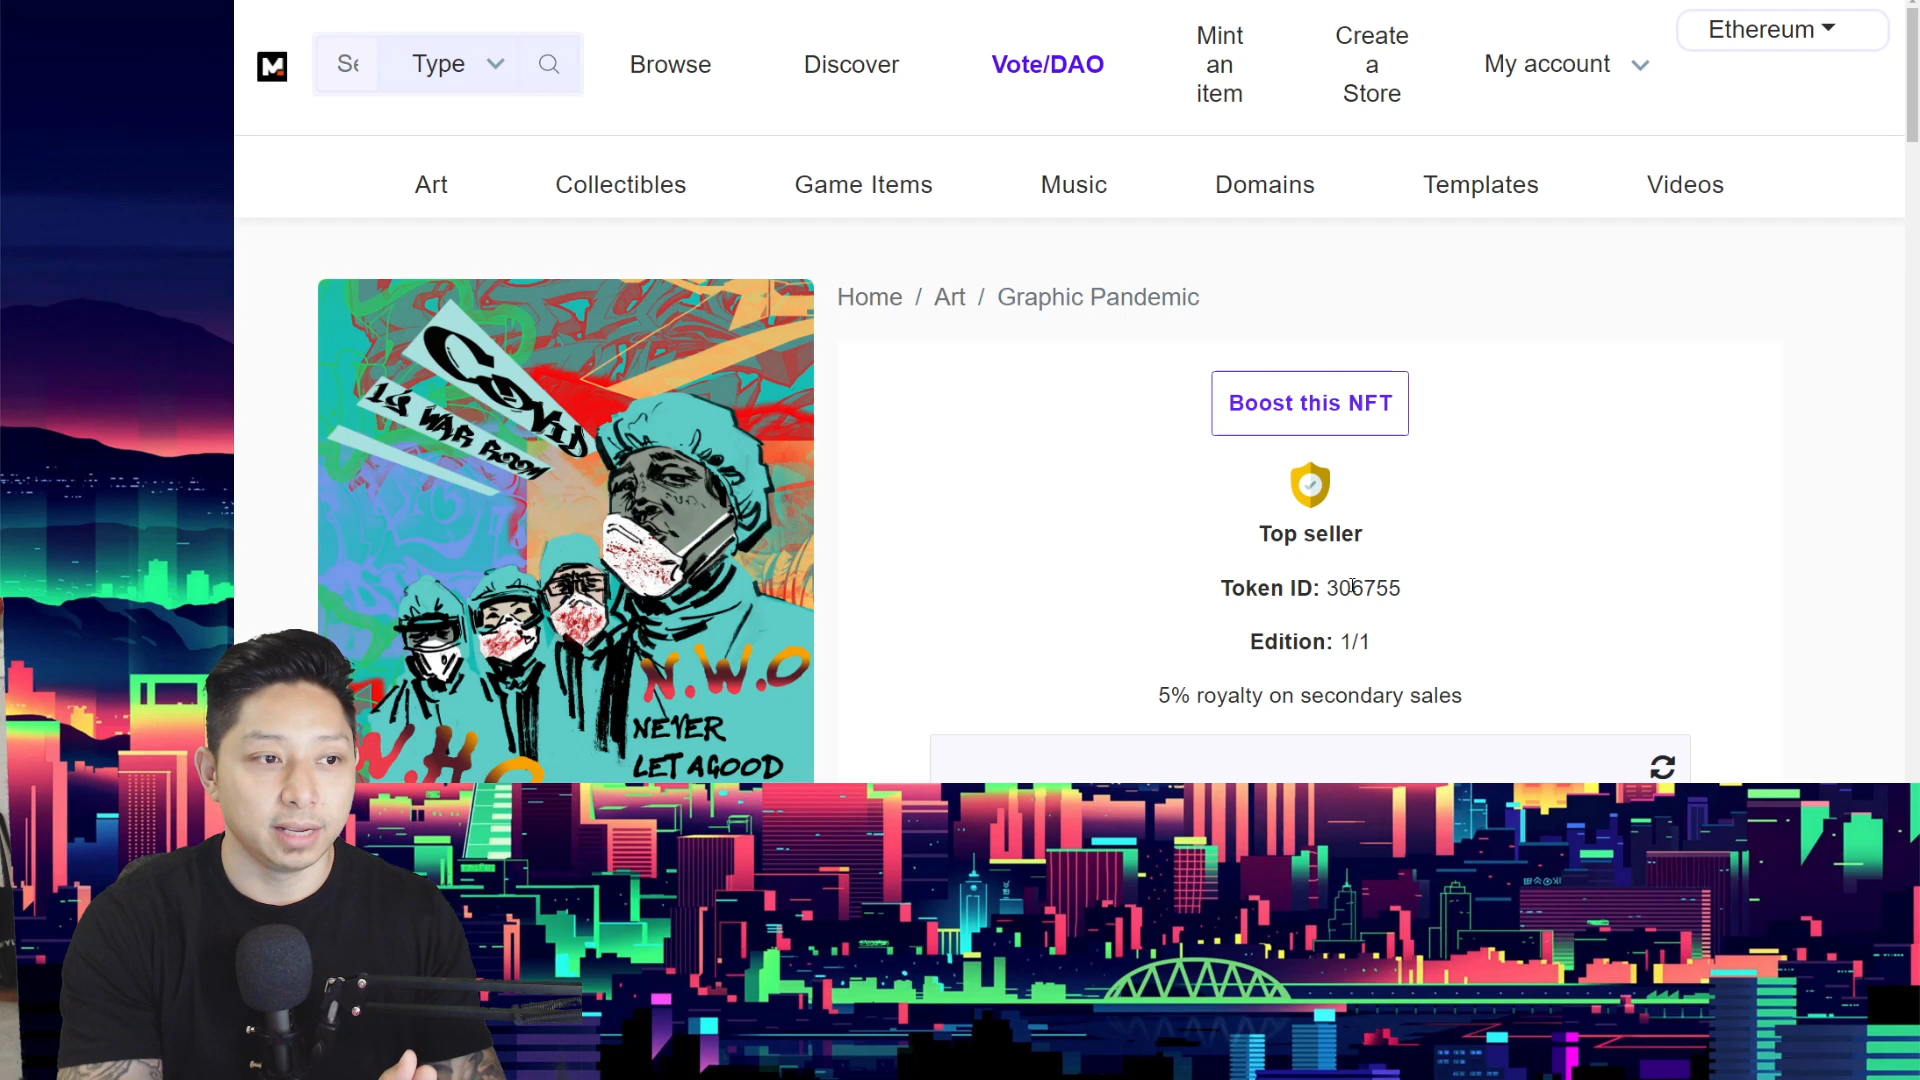 M.
Se
Type
Browse
Discover
Vote/DAO
Mint
an
item
Create
a
Store
My account
Ethereum
Art
Collectibles
Game Items
Music
Domains
Templates
Videos
Home / Art / Graphic Pandemic
Boost this NFT
Top seller
Token ID: 306755
Edition: 1/1
5% royalty on secondary sales
COVID
19 WAR ROOM
N.W.O
NEVER
LET A GOOD
W.H.O